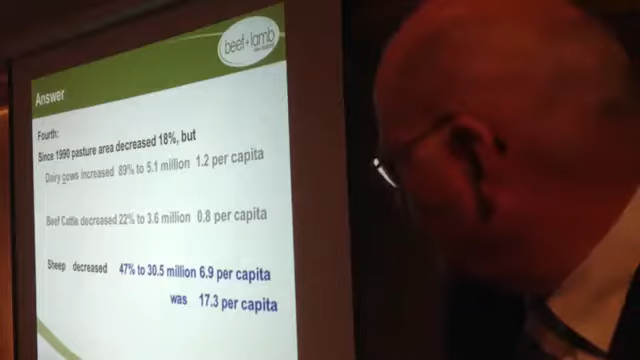 beef+lamb
new zealand
Answer
Fourth:
Since 1990 pasture area decreased 18%, but
Dairy cows increased 89% to 5.1 million 1.2 per capita
Beef Cattle decreased 22% to 3.6 million 0.8 per capita
Sheep decreased 47% to 30.5 million 6.9 per capita
was 17.3 per capita